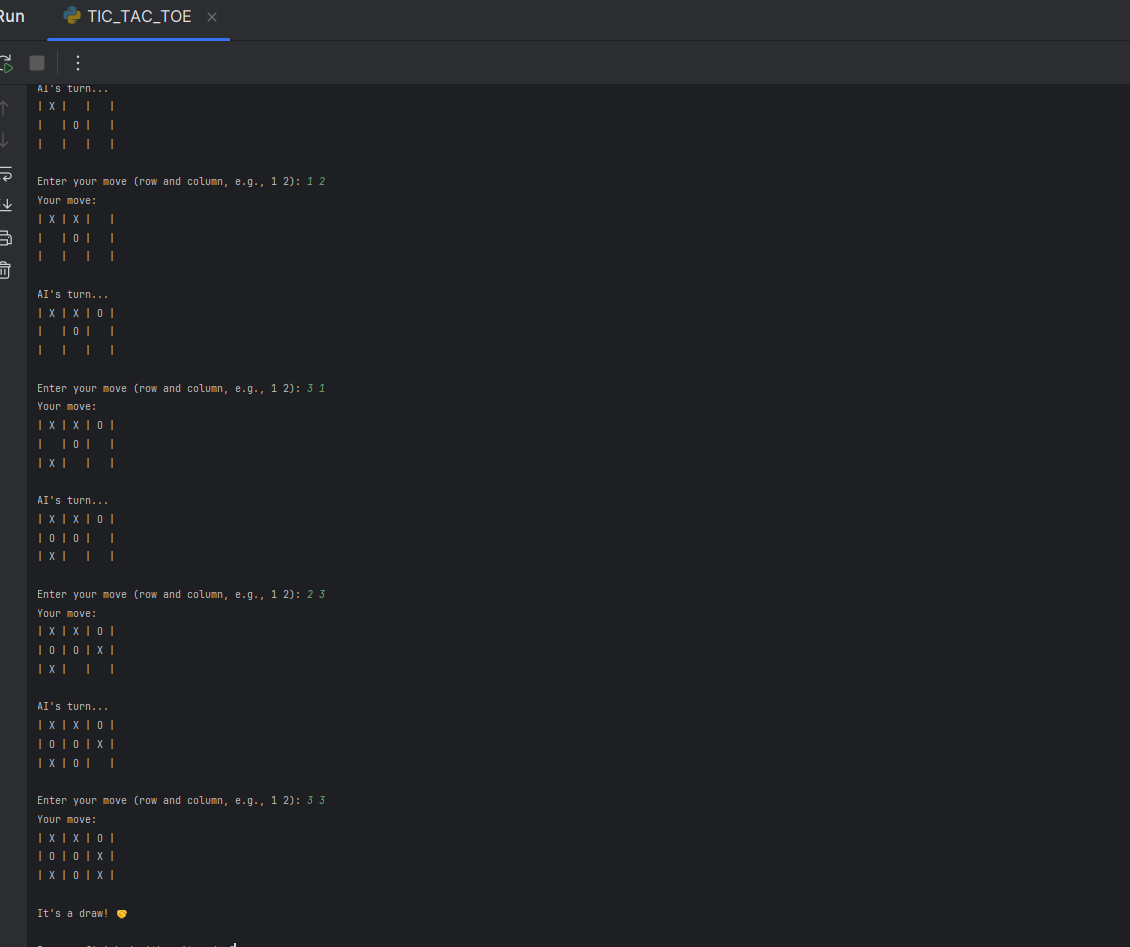 Run TIC_TAC_TOE
AI's turn...
| X |   |   |
|   | O |   |
|   |   |   |
Enter your move (row and column, e.g., 1 2): 1 2
Your move:
| X | X |   |
|   | O |   |
|   |   |   |
AI's turn...
| X | X | O |
|   | O |   |
|   |   |   |
Enter your move (row and column, e.g., 1 2): 3 1
Your move:
| X | X | O |
|   | O |   |
| X |   |   |
AI's turn...
| X | X | O |
| O | O |   |
| X |   |   |
Enter your move (row and column, e.g., 1 2): 2 3
Your move:
| X | X | O |
| O | O | X |
| X |   |   |
AI's turn...
| X | X | O |
| O | O | X |
| X | O |   |
Enter your move (row and column, e.g., 1 2): 3 3
Your move:
| X | X | O |
| O | O | X |
| X | O | X |
It's a draw! 🤝